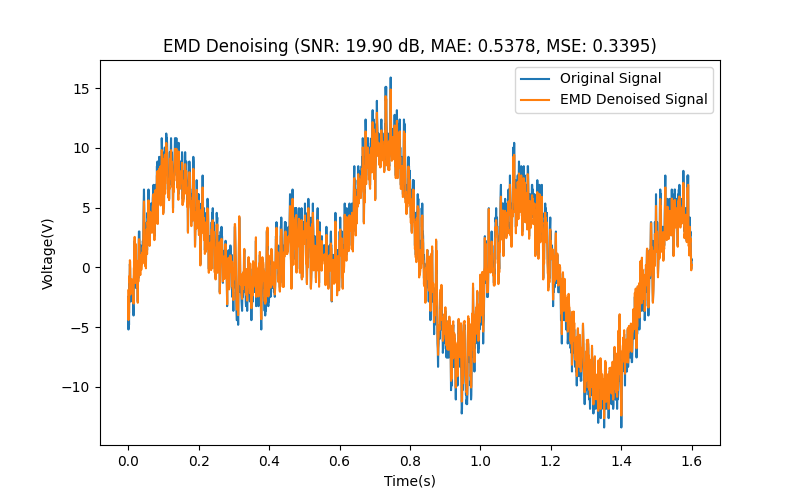 EMD Denoising (SNR: 19.90 dB, MAE: 0.5378, MSE: 0.3395)
Original Signal
EMD Denoised Signal
15
10
5
0
−5
−10
Voltage(V)
0.0 0.2 0.4 0.6 0.8 1.0 1.2 1.4 1.6
Time(s)